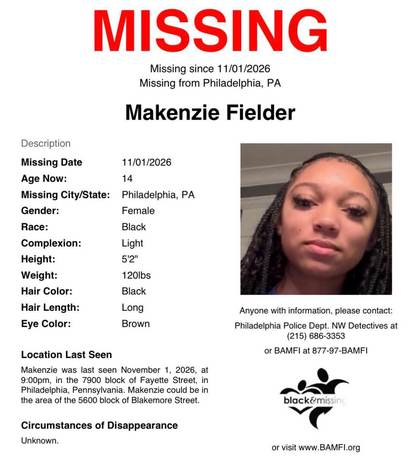 MISSING
Missing since 11/01/2026
Missing from Philadelphia, PA
Makenzie Fielder
Description
Missing Date 11/01/2026
Age Now: 14
Missing City/State: Philadelphia, PA
Gender: Female
Race: Black
Complexion: Light
Height: 5'2"
Weight: 120lbs
Hair Color: Black
Hair Length: Long
Eye Color: Brown
Location Last Seen
Makenzie was last seen November 1, 2026, at
9:00pm, in the 7900 block of Fayette Street, in
Philadelphia, Pennsylvania. Makenzie could be in
the area of the 5600 block of Blakemore Street.
Circumstances of Disappearance
Unknown.
Anyone with information, please contact:
Philadelphia Police Dept. NW Detectives at
(215) 686-3353
or BAMFI at 877-97-BAMFI
black&missing
or visit www.BAMFI.org